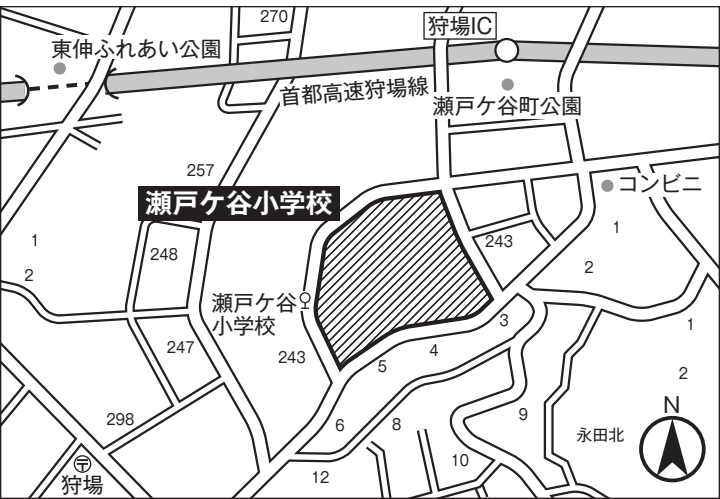 270
狩場IC
東伸ふれあい公園
首都高速狩場線
瀬戸ケ谷町公園
257
コンビニ
瀬戸ケ谷小学校
1
2
248
243
1
2
瀬戸ケ谷
小学校
3
1
247
243
4
5
2
298
6
8
9
永田北
N
〒
狩場
12
10